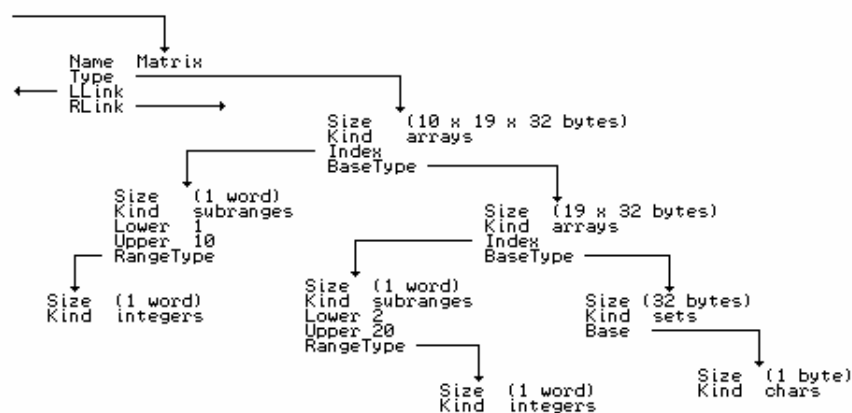 Name Matrix
Type
LLink
RLink
Size (10 x 19 x 32 bytes)
Kind arrays
Index
BaseType
Size (1 word)
Kind subranges
Lower 1
Upper 10
RangeType
Size (19 x 32 bytes)
Kind arrays
Index
BaseType
Size (1 word)
Kind integers
Size (1 word)
Kind subranges
Lower 2
Upper 20
RangeType
Size (32 bytes)
Kind sets
Base
Size (1 word)
Kind integers
Size (1 byte)
Kind chars